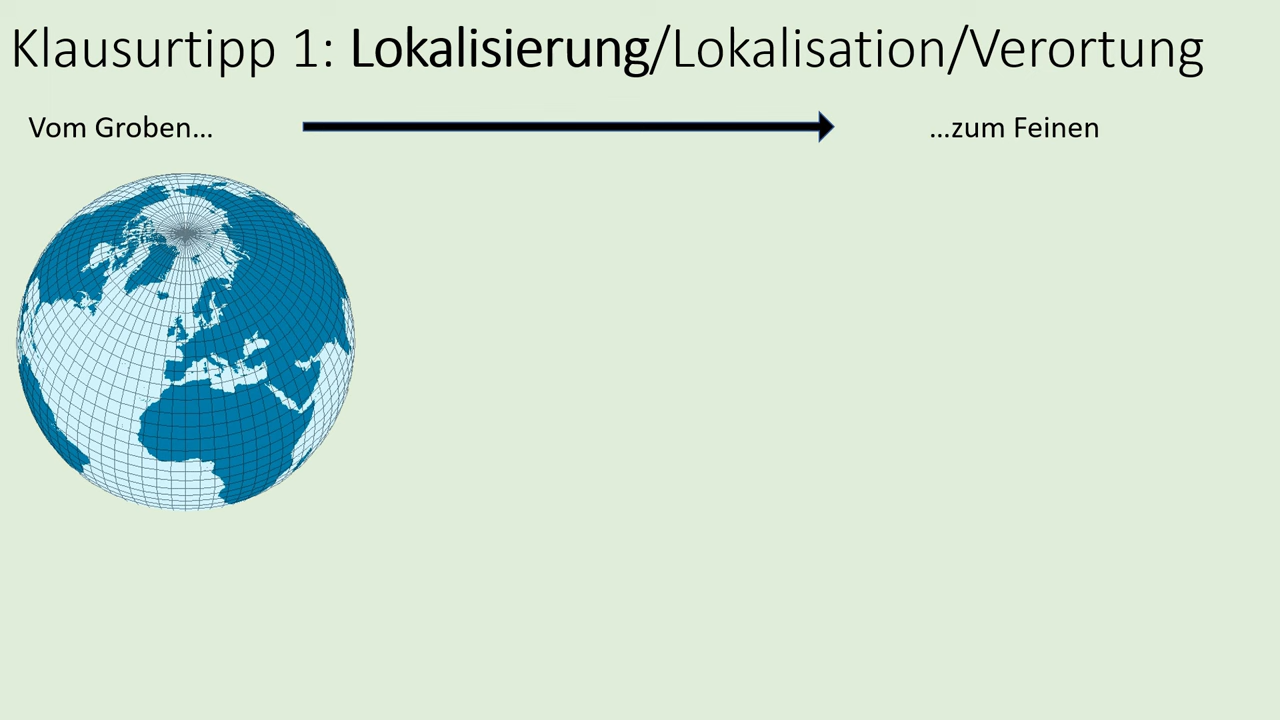 Klausurtipp 1: Lokalisierung/Lokalisation/Verortung
Vom Groben... ...zum Feinen